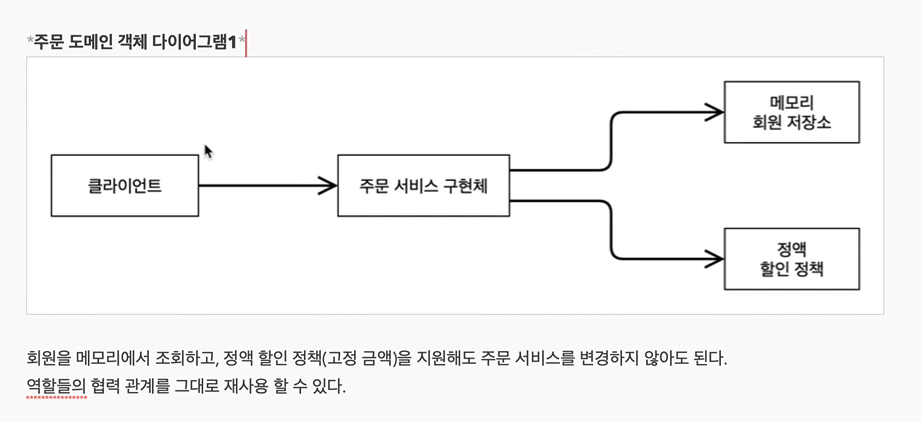 *주문 도메인 객체 다이어그램1*
클라이언트
주문 서비스 구현체
메모리
회원 저장소
정액
할인 정책
회원을 메모리에서 조회하고, 정액 할인 정책(고정 금액)을 지원해도 주문 서비스를 변경하지 않아도 된다.
역할들의 협력 관계를 그대로 재사용 할 수 있다.